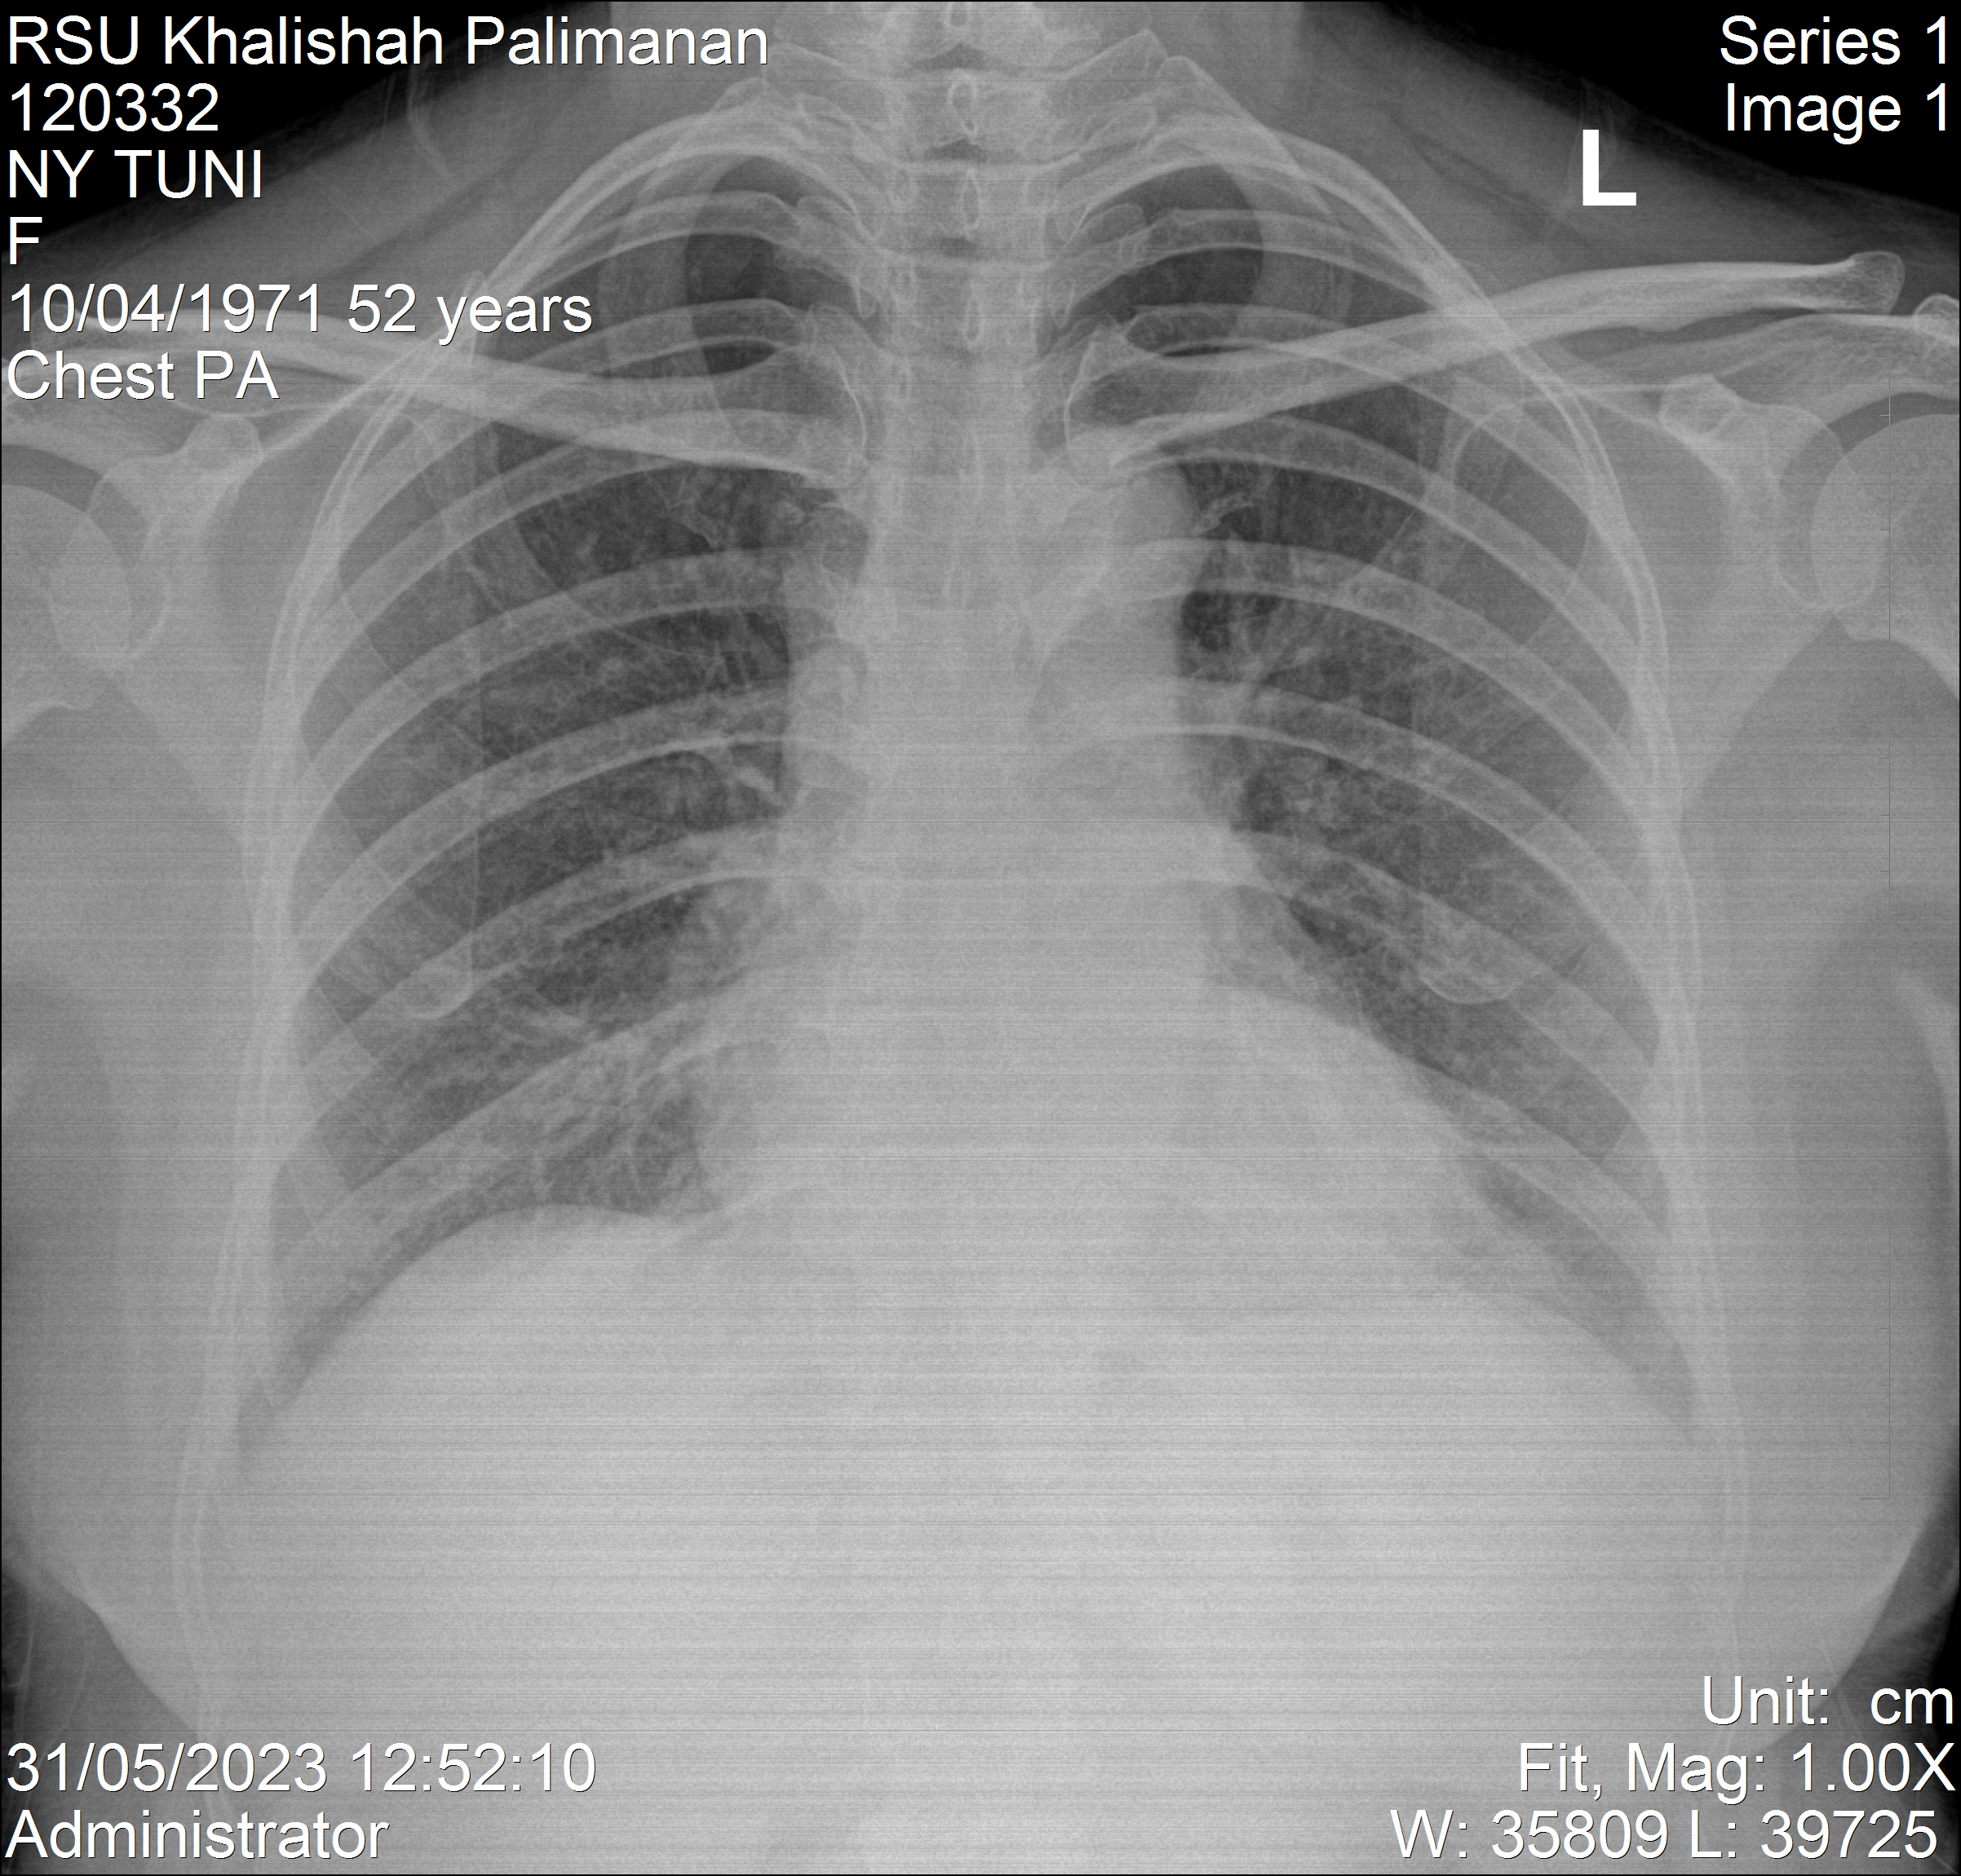 RSU Khalishah Palimanan
120332
NY TUNI
F
10/04/1971 52 years
Chest PA
Series 1
Image 1
L
31/05/2023 12:52:10
Administrator
Unit: cm
Fit, Mag: 1.00X
W: 35809 L: 39725